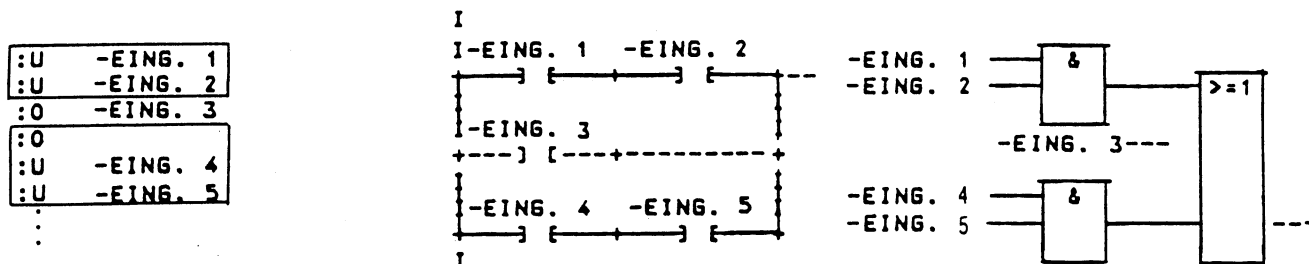 :U -EING. 1
:U -EING. 2
:O -EING. 3
:O
:U -EING. 4
:U -EING. 5
I
I-EING. 1 -EING. 2
I-EING. 3
I-EING. 4 -EING. 5
I
-EING. 1
-EING. 2
&
>=1
-EING. 3
-EING. 4
-EING. 5
&